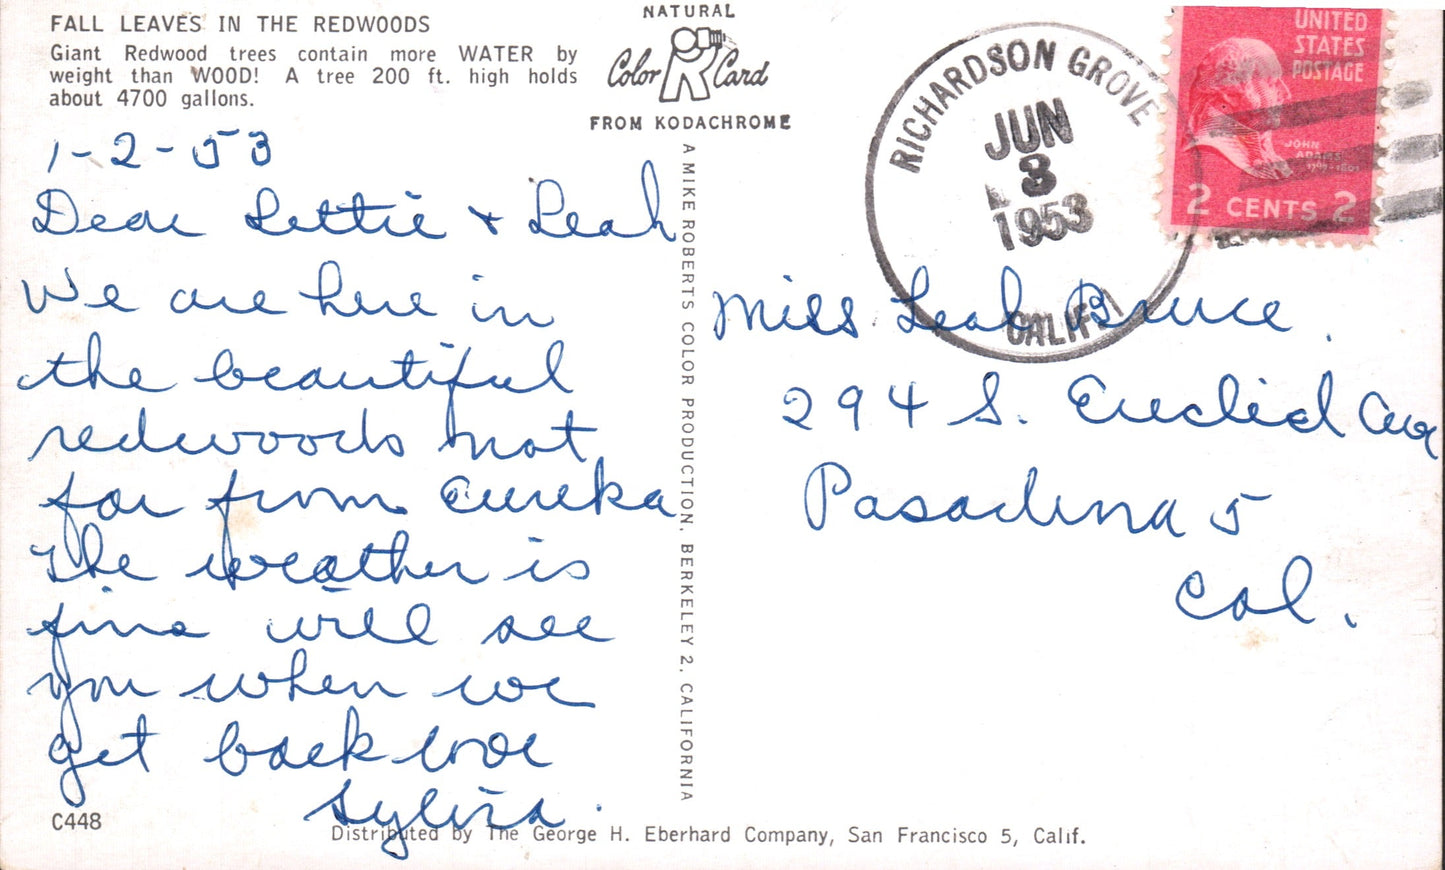 FALL LEAVES IN THE REDWOODS
Giant Redwood trees contain more WATER by
weight than WOOD! A tree 200 ft. high holds
about 4700 gallons.
NATURAL
Color Card
FROM KODACHROME
1-2-53
Dear Lettie + Leah
We are here in
the beautiful
redwoods not
far from Eureka
The weather is
fine will see
you when we
get back love
Sylvia.
C448
A MIKE ROBERTS COLOR PRODUCTION, BERKELEY 2, CALIFORNIA
Distributed by The George H. Eberhard Company, San Francisco 5, Calif.
RICHARDSON GROVE
JUN
3
1953
CALIF.
UNITED
STATES
POSTAGE
JOHN
ADAMS
1797-1801
2 CENTS 2
Miss Leah Bruce
294 S. Euclid Ave
Pasadena 5
Cal.